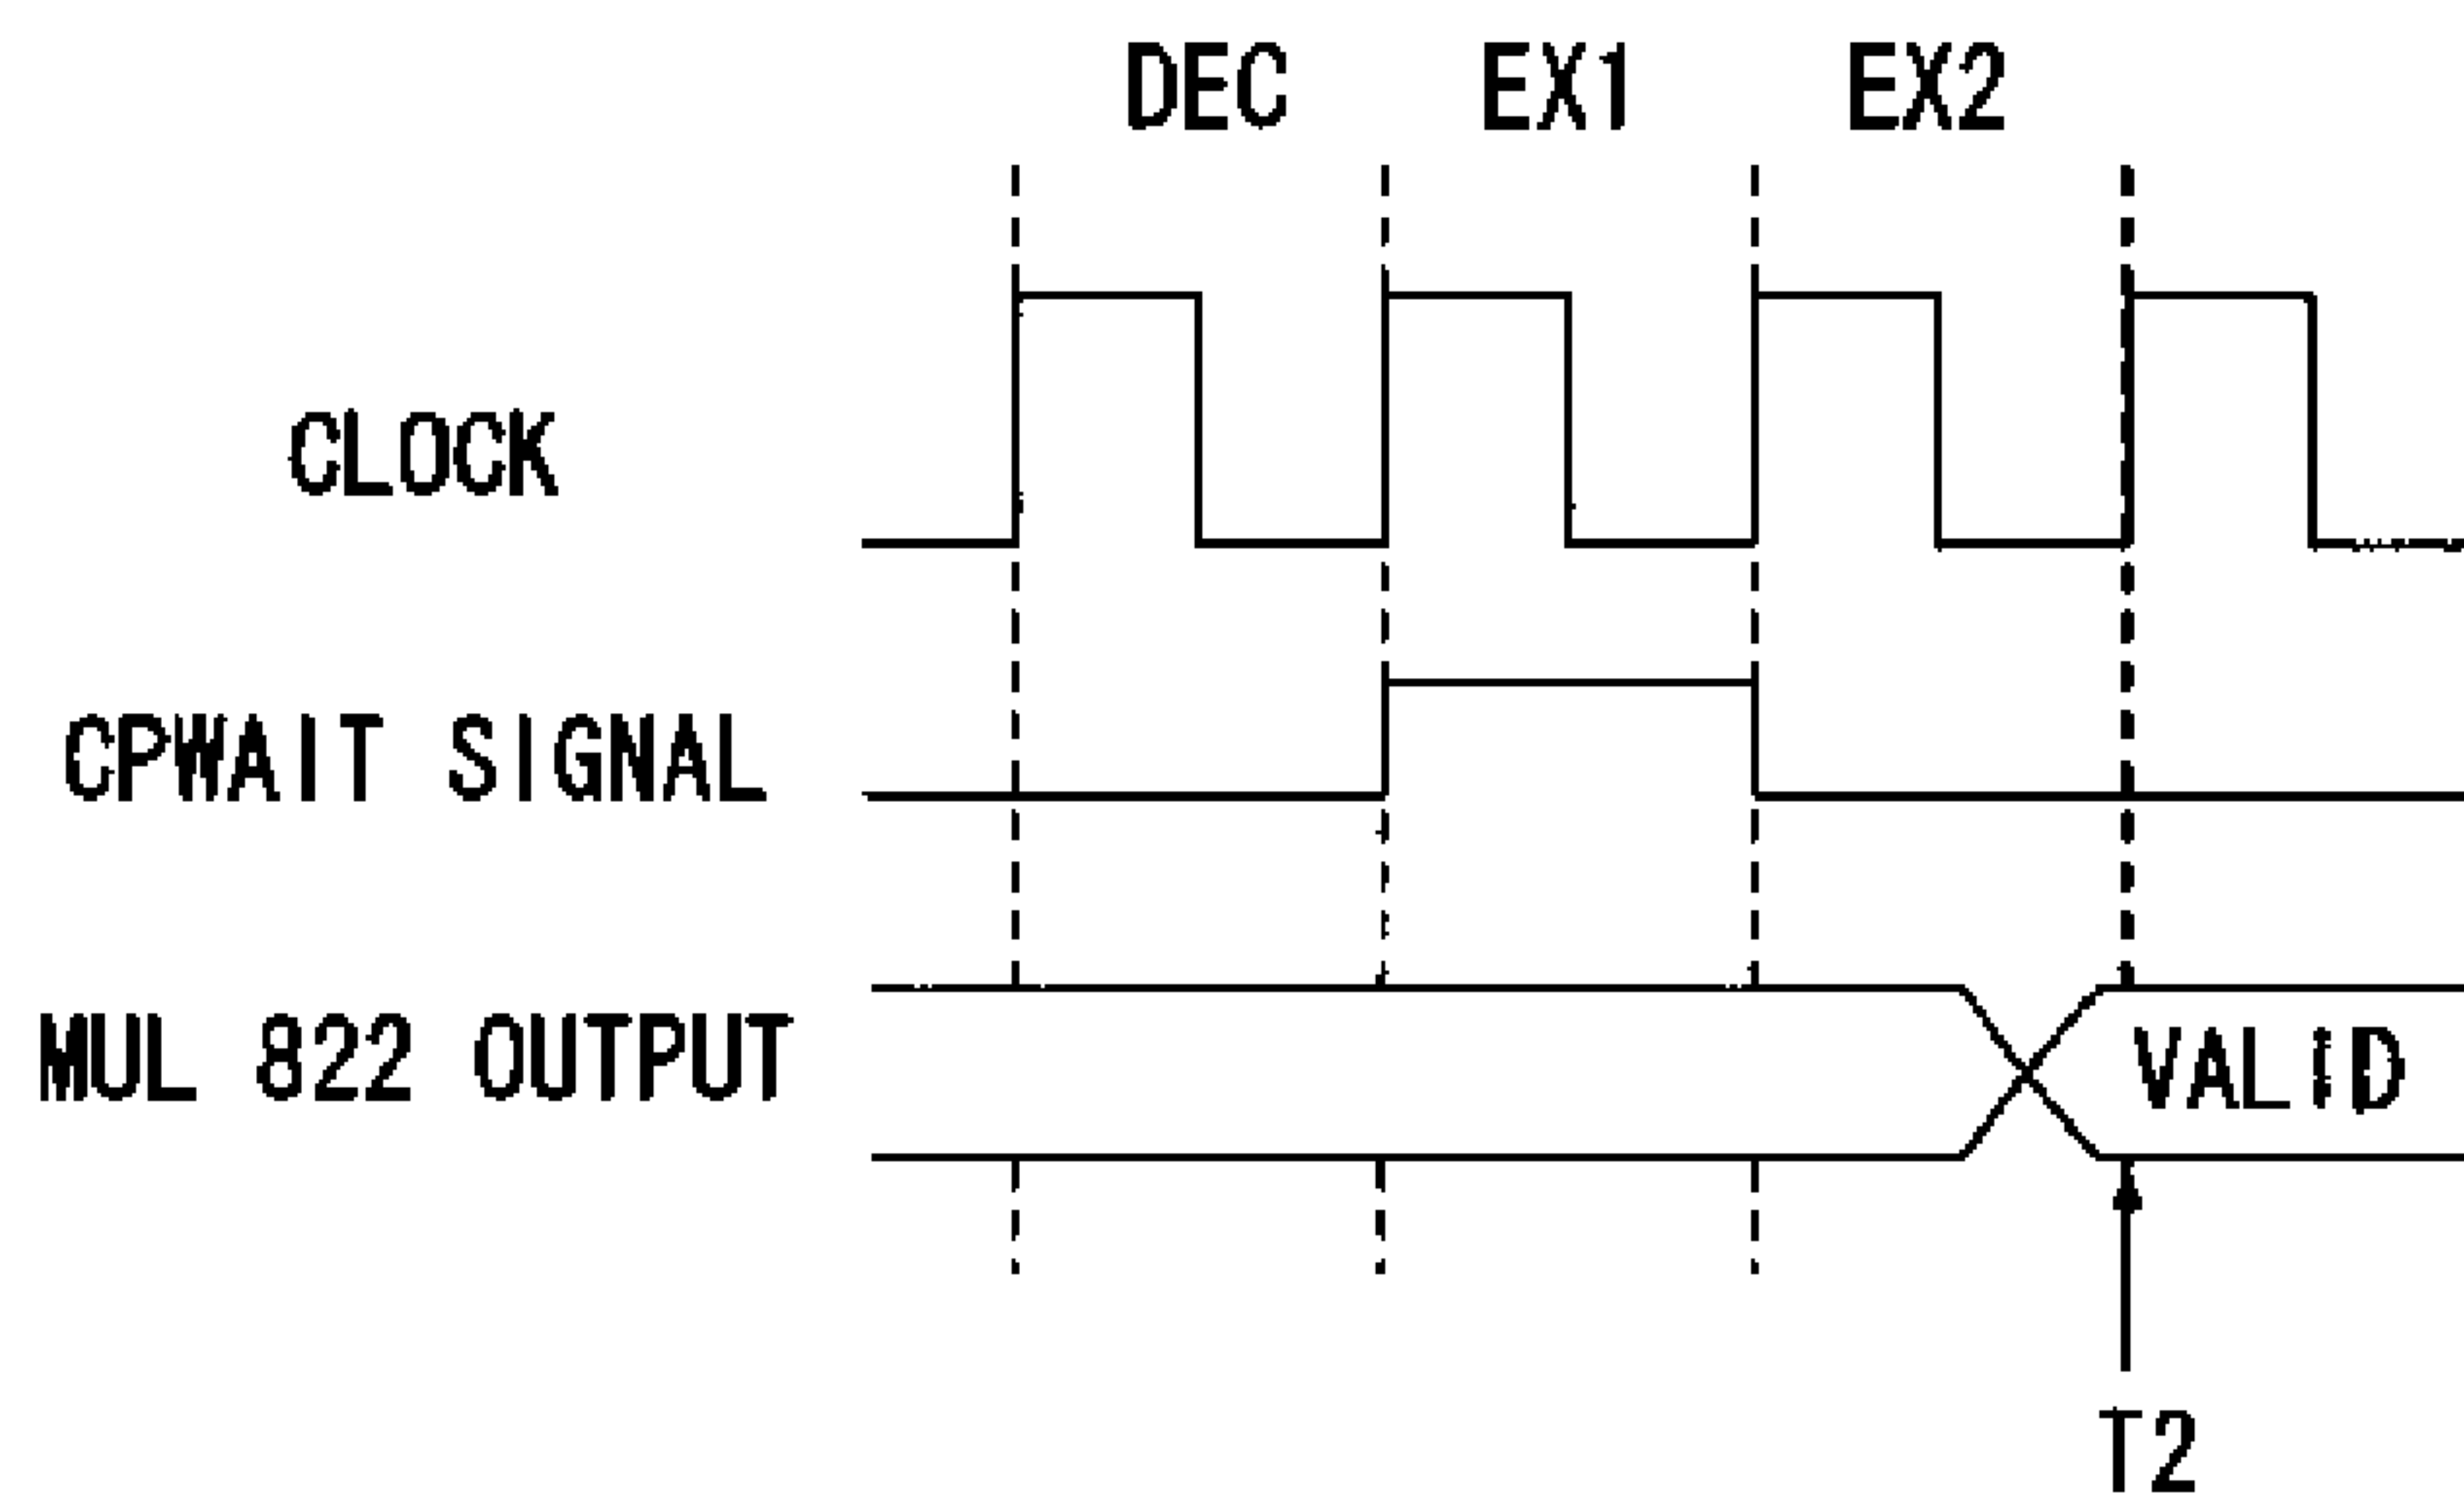 DEC EX1 EX2
CLOCK
CPWAIT SIGNAL
MUL 822 OUTPUT
VALID
T2